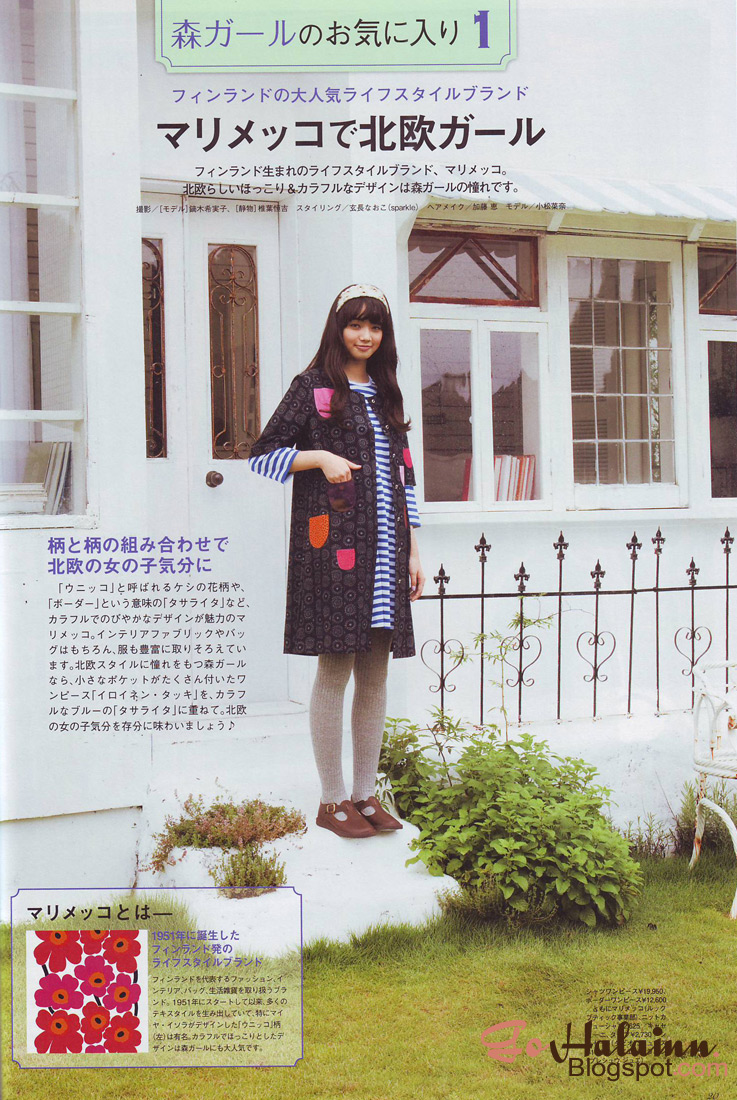 森ガールのお気に入り 1
フィンランドの大人気ライフスタイルブランド
マリメッコで北欧ガール
フィンランド生まれのライフスタイルブランド、マリメッコ。
北欧らしいほっこり&カラフルなデザインは森ガールの憧れです。
撮影/[モデル]鏑木希実子、[静物]椎葉恒吉 スタイリング/玄長なおこ(sparkle) ヘアメイク/加藤 恵 モデル/小松菜奈
柄と柄の組み合わせで
北欧の女の子気分に
「ウニッコ」と呼ばれるケシの花柄や、
「ボーダー」という意味の「タサライタ」など、
カラフルでのびやかなデザインが魅力のマ
リメッコ。インテリアファブリックやバッ
グはもちろん、服も豊富に取りそろえてい
ます。北欧スタイルに憧れをもつ森ガール
なら、小さなポケットがたくさん付いたワ
ンピース「イロイネン・タッキ」を、カラフ
ルなブルーの「タサライタ」に重ねて。北欧
の女の子気分を存分に味わいましょう♪
マリメッコとは—
1951年に誕生した
フィンランド発の
ライフスタイルブランド
フィンランドを代表するファッション、イ
ンテリア、バッグ、生活雑貨を取り扱うブラ
ンド。1951年にスタートして以来、多くの
テキスタイルを生み出していて、特にマイ
ヤ・イソラがデザインした「ウニッコ」柄
(左)は有名。カラフルでほっこりとしたデ
ザインは森ガールにも大人気です。
シャツワンピース¥19,950、
ボーダーワンピース¥12,600
&もにマリメッコ(ルック
ブティック事業部)、ニットカ
So Halainn
Blogspot.com